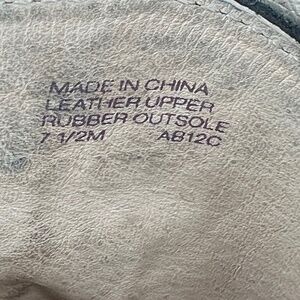 MADE IN CHINA
LEATHER UPPER
RUBBER OUTSOLE
7 1/2M AB12C